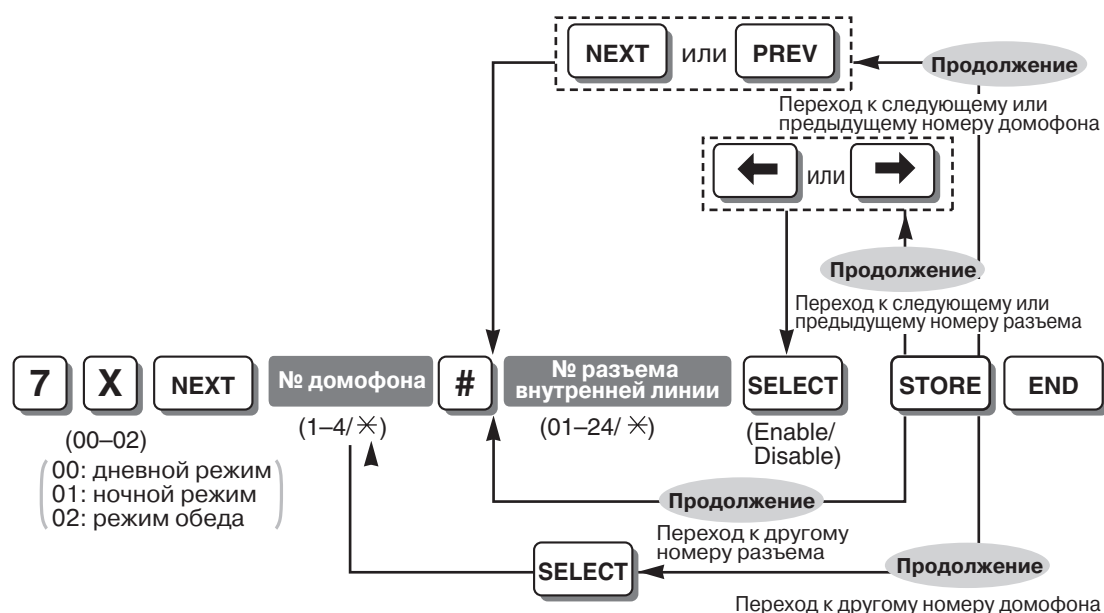 NEXT или PREV
Продолжение
Переход к следующему или
предыдущему номеру домофона
← или →
Продолжение
Переход к следующему или
предыдущему номеру разъема
7 X NEXT № домофона # № разъема
внутренней линии SELECT STORE END
(00–02)
(1–4/ ✕)
(01–24/ ✕)
(Enable/
Disable)
00: дневной режим
01: ночной режим
02: режим обеда
Продолжение
Переход к другому
номеру разъема
SELECT
Продолжение
Переход к другому номеру домофона